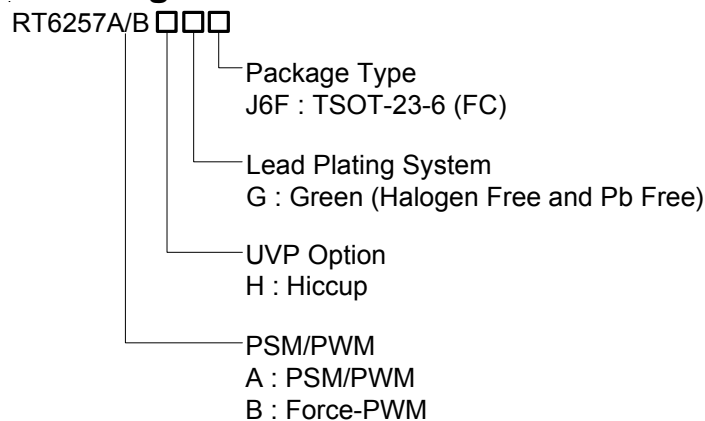 RT6257A/B
Package Type
J6F : TSOT-23-6 (FC)
Lead Plating System
G : Green (Halogen Free and Pb Free)
UVP Option
H : Hiccup
PSM/PWM
A : PSM/PWM
B : Force-PWM